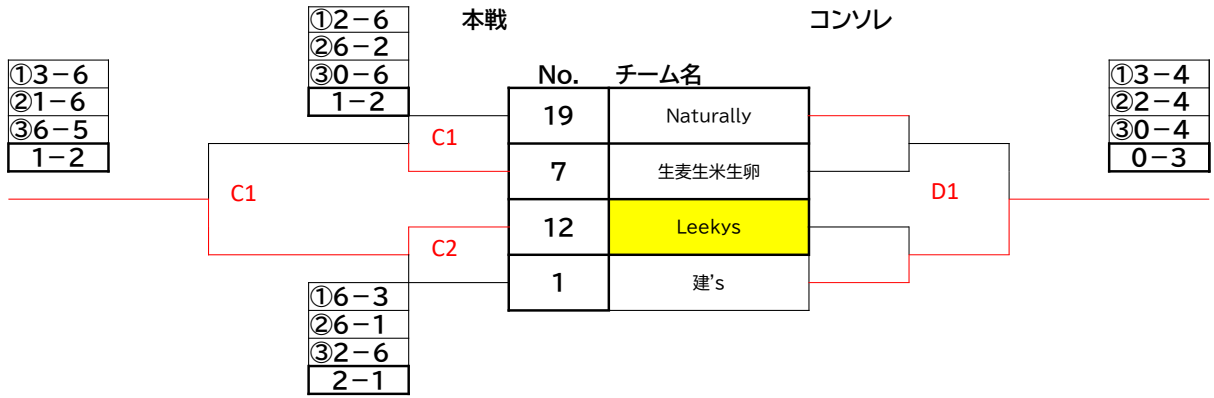 本戦
コンソレ
①2-6
②6-2
③0-6
1-2
①3-6
②1-6
③6-5
1-2
No. チーム名
19 Naturally
7 生麦生米生卵
12 Leekys
1 建's
C1
C1
C2
D1
①3-4
②2-4
③0-4
0-3
①6-3
②6-1
③2-6
2-1